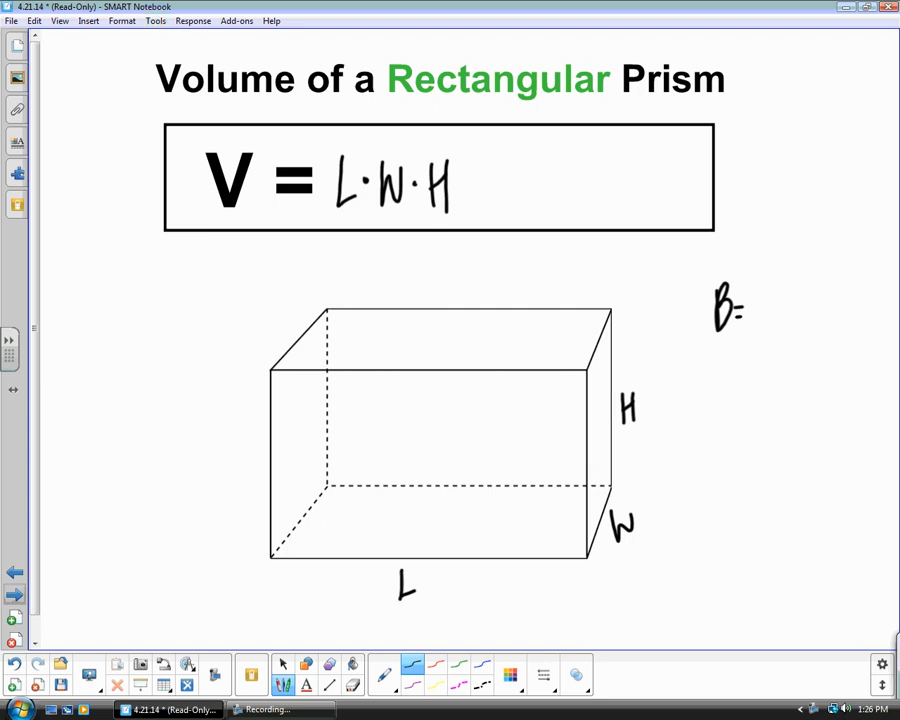 4.21.14 * (Read-Only) - SMART Notebook
File Edit View Insert Format Tools Response Add-ons Help
Volume of a Rectangular Prism
V = L·W·H
B=
H
W
L
4.21.14 * (Read-Only)...
Recording...
1:26 PM